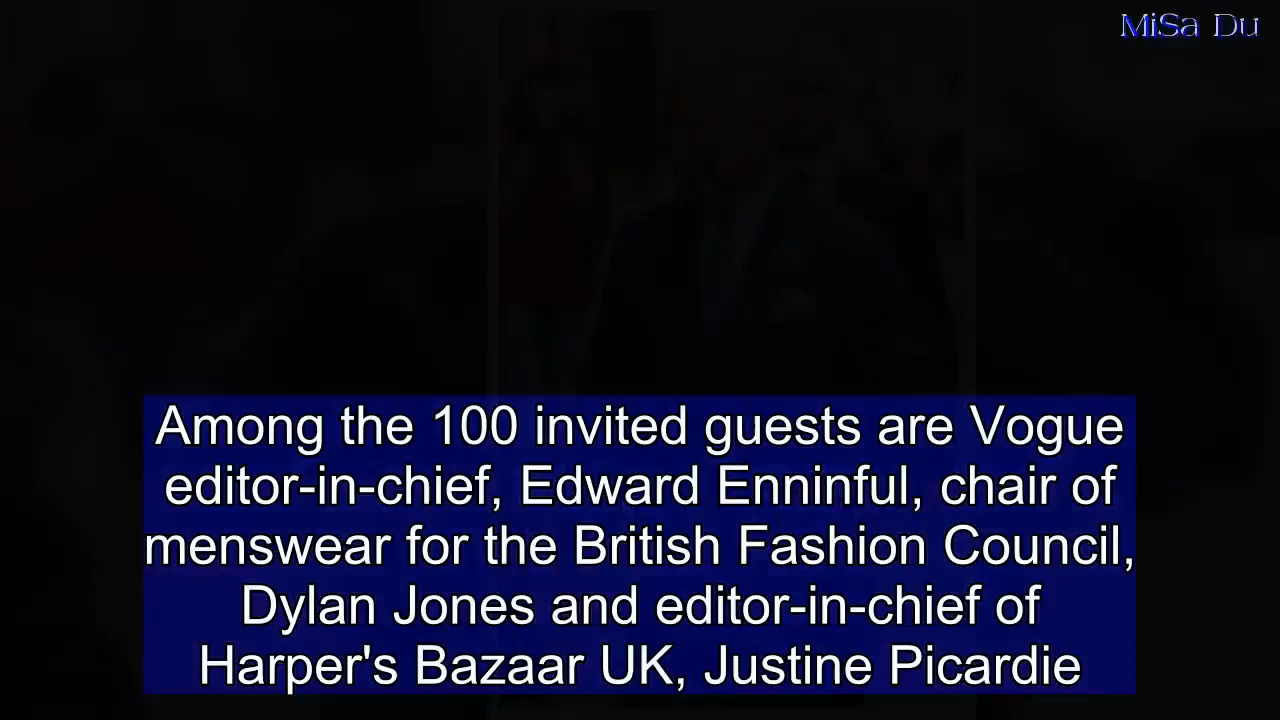 MiSa Du
Among the 100 invited guests are Vogue
editor-in-chief, Edward Enninful, chair of
menswear for the British Fashion Council,
Dylan Jones and editor-in-chief of
Harper's Bazaar UK, Justine Picardie